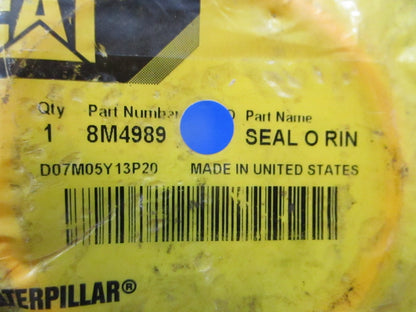 CAT
Qty Part Number Part Name
1 8M4989 SEAL O RIN
D07M05Y13P20 MADE IN UNITED STATES
CATERPILLAR®